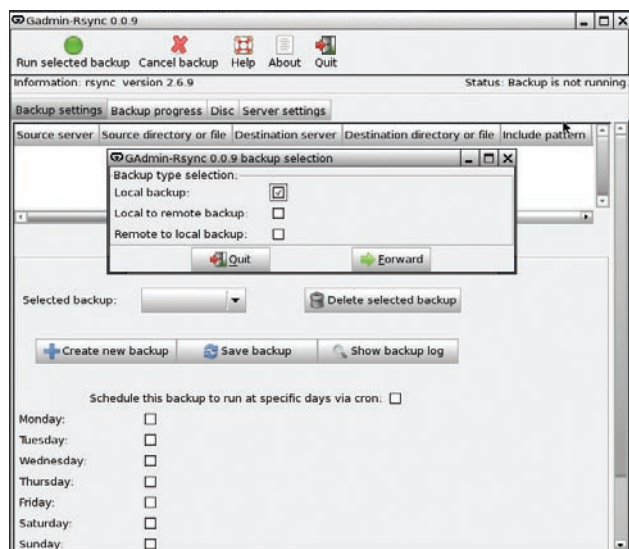 Gadmin-Rsync 0.0.9
Run selected backup Cancel backup Help About Quit
Information: rsync version 2.6.9 Status: Backup is not running
Backup settings Backup progress Disc Server settings
Source server Source directory or file Destination server Destination directory or file Include pattern
GAdmin-Rsync 0.0.9 backup selection
Backup type selection:
Local backup:
Local to remote backup:
Remote to local backup:
Quit Forward
Selected backup: Delete selected backup
Create new backup Save backup Show backup log
Schedule this backup to run at specific days via cron:
Monday:
Tuesday:
Wednesday:
Thursday:
Friday:
Saturday:
Sunday: